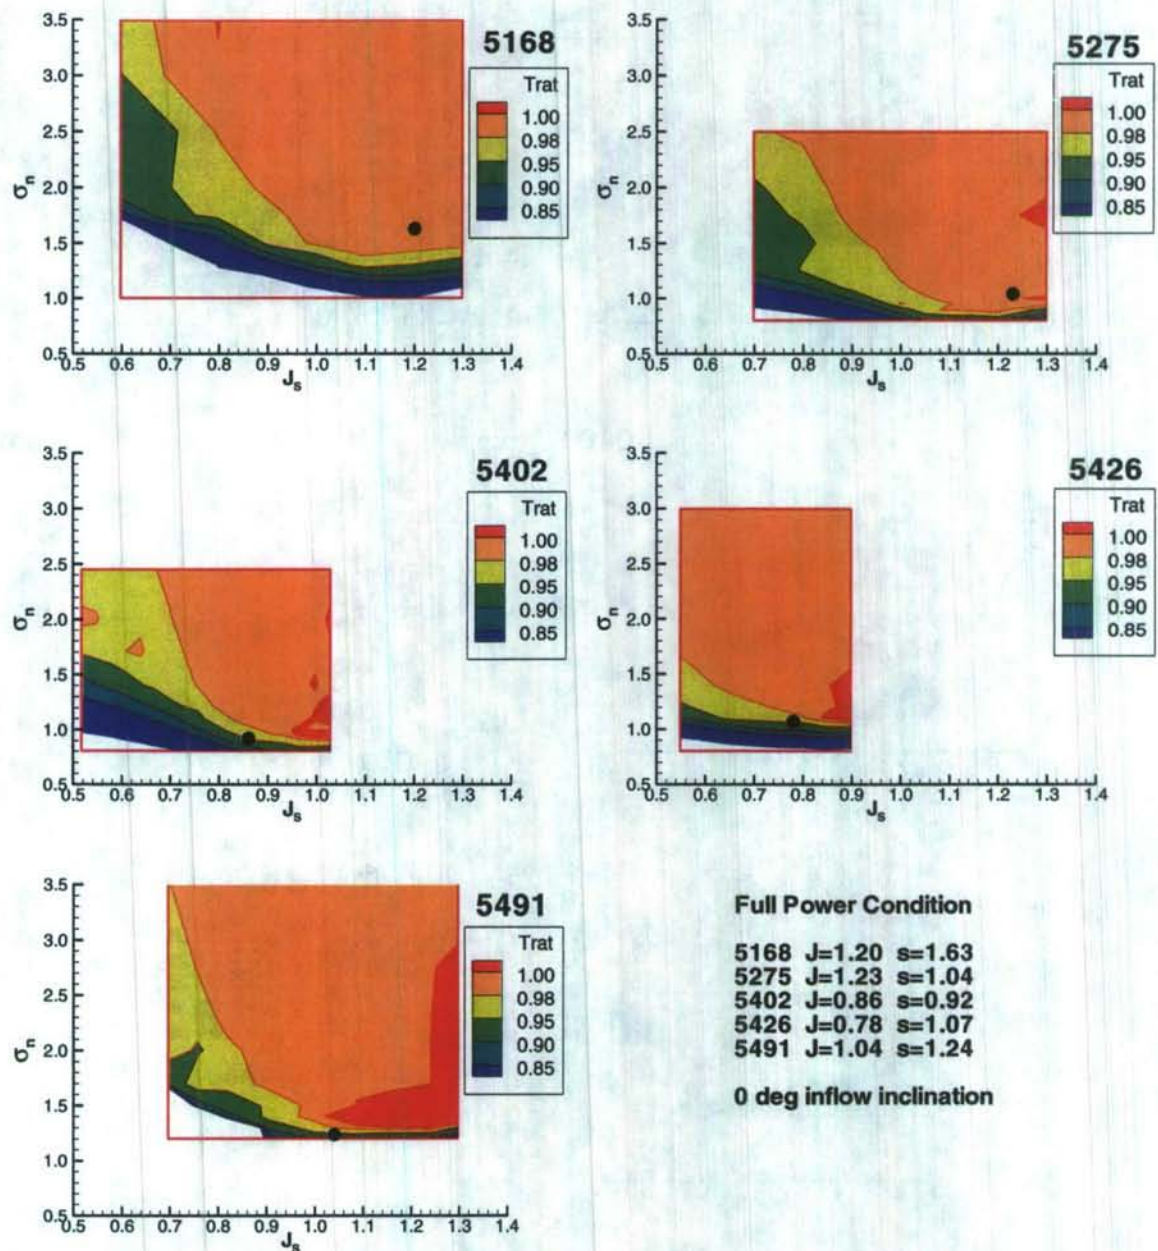 5168
Trat
1.00
0.98
0.95
0.90
0.85
σn
3.5
3.0
2.5
2.0
1.5
1.0
0.5
0.5 0.6 0.7 0.8 0.9 1.0 1.1 1.2 1.3 1.4
Js
5275
Trat
1.00
0.98
0.95
0.90
0.85
σn
3.5
3.0
2.5
2.0
1.5
1.0
0.5
0.5 0.6 0.7 0.8 0.9 1.0 1.1 1.2 1.3 1.4
Js
5402
Trat
1.00
0.98
0.95
0.90
0.85
σn
3.5
3.0
2.5
2.0
1.5
1.0
0.5
0.5 0.6 0.7 0.8 0.9 1.0 1.1 1.2 1.3 1.4
Js
5426
Trat
1.00
0.98
0.95
0.90
0.85
σn
3.5
3.0
2.5
2.0
1.5
1.0
0.5
0.5 0.6 0.7 0.8 0.9 1.0 1.1 1.2 1.3 1.4
Js
5491
Trat
1.00
0.98
0.95
0.90
0.85
σn
3.5
3.0
2.5
2.0
1.5
1.0
0.5
0.5 0.6 0.7 0.8 0.9 1.0 1.1 1.2 1.3 1.4
Js
Full Power Condition
5168 J=1.20 s=1.63
5275 J=1.23 s=1.04
5402 J=0.86 s=0.92
5426 J=0.78 s=1.07
5491 J=1.04 s=1.24
0 deg inflow inclination